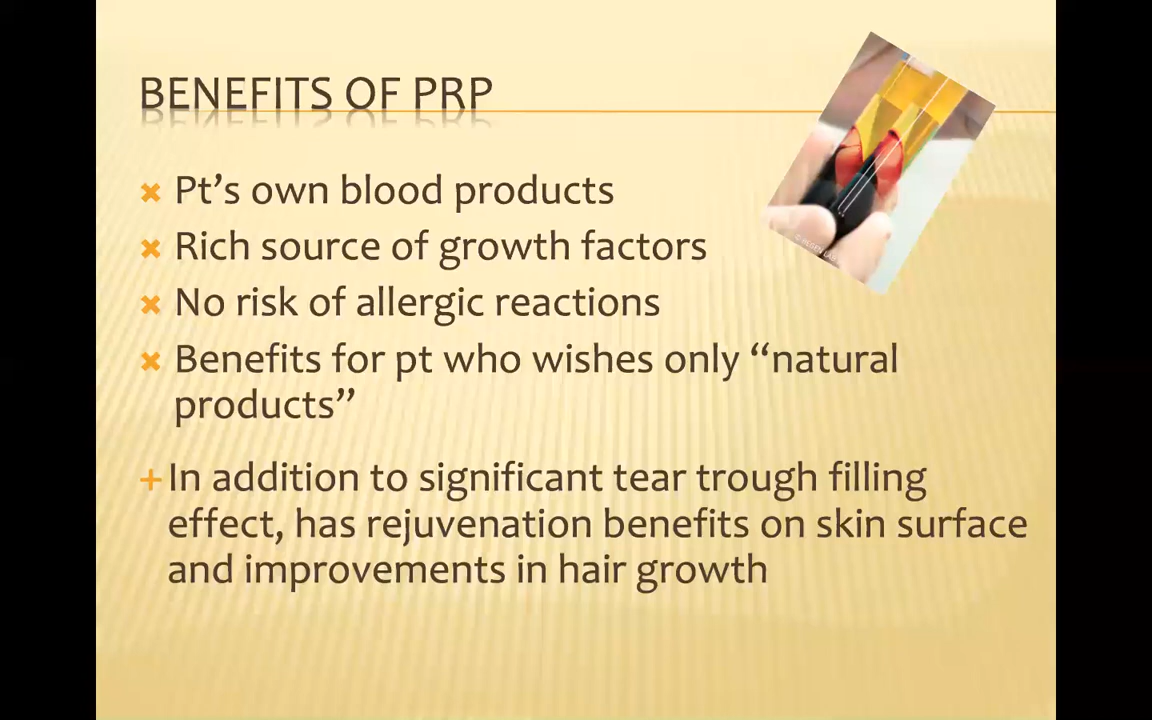 BENEFITS OF PRP
Pt's own blood products
Rich source of growth factors
No risk of allergic reactions
Benefits for pt who wishes only “natural
products”
In addition to significant tear trough filling
effect, has rejuvenation benefits on skin surface
and improvements in hair growth
© REGEN LAB